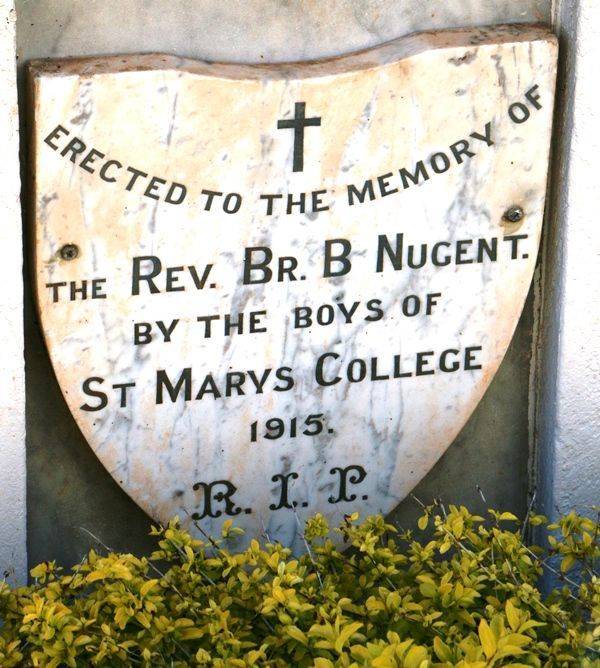 ERECTED TO THE MEMORY OF
THE REV. BR. B NUGENT.
BY THE BOYS OF
ST MARYS COLLEGE
1915.
R. I. P.